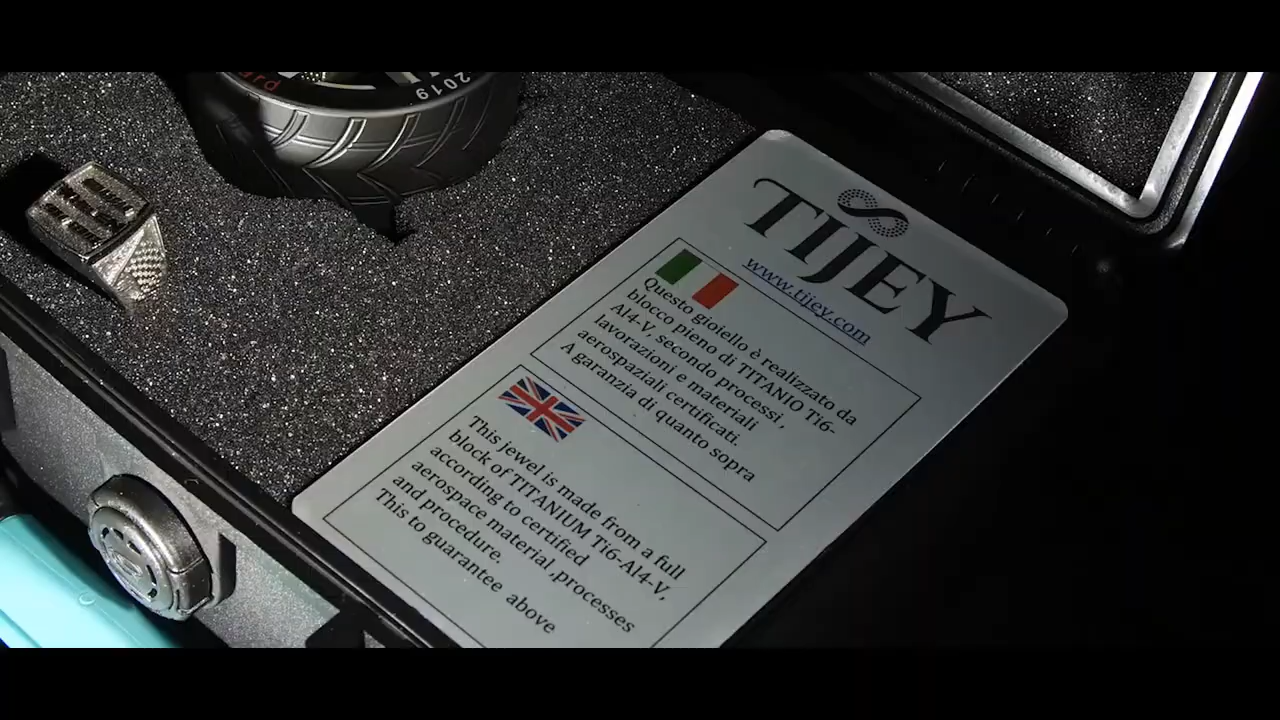 ard
2019
TIJEY
www.tijey.com
Questo gioiello è realizzato da
blocco pieno di TITANIO Ti6-
Al4-V, secondo processi ,
lavorazioni e materiali
aerospaziali certificati.
A garanzia di quanto sopra
This jewel is made from a full
block of TITANIUM Ti6-Al4-V,
according to certified
aerospace material ,processes
and procedure.
This to guarantee above